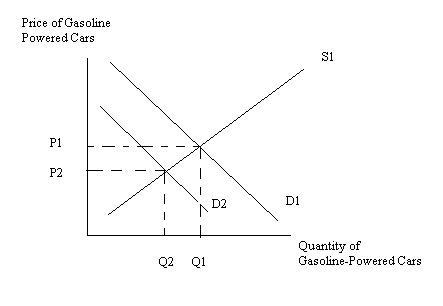 Price of Gasoline
Powered Cars
S1
P1
P2
D2
D1
Quantity of
Gasoline-Powered Cars
Q2 Q1